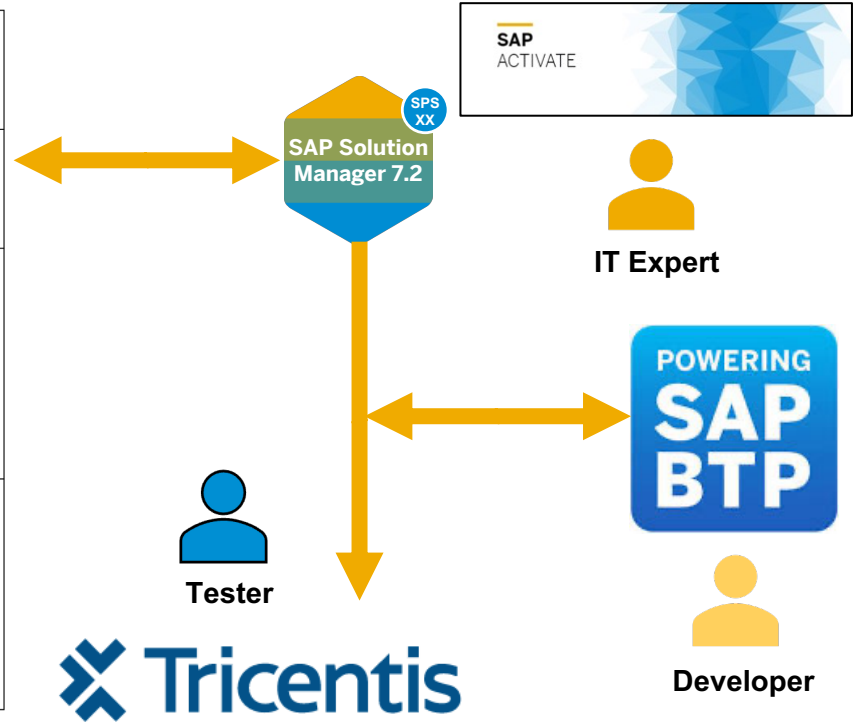 SAP
ACTIVATE
SPS
XX
SAP Solution
Manager 7.2
IT Expert
POWERING
SAP
BTP
Tester
Developer
Tricentis